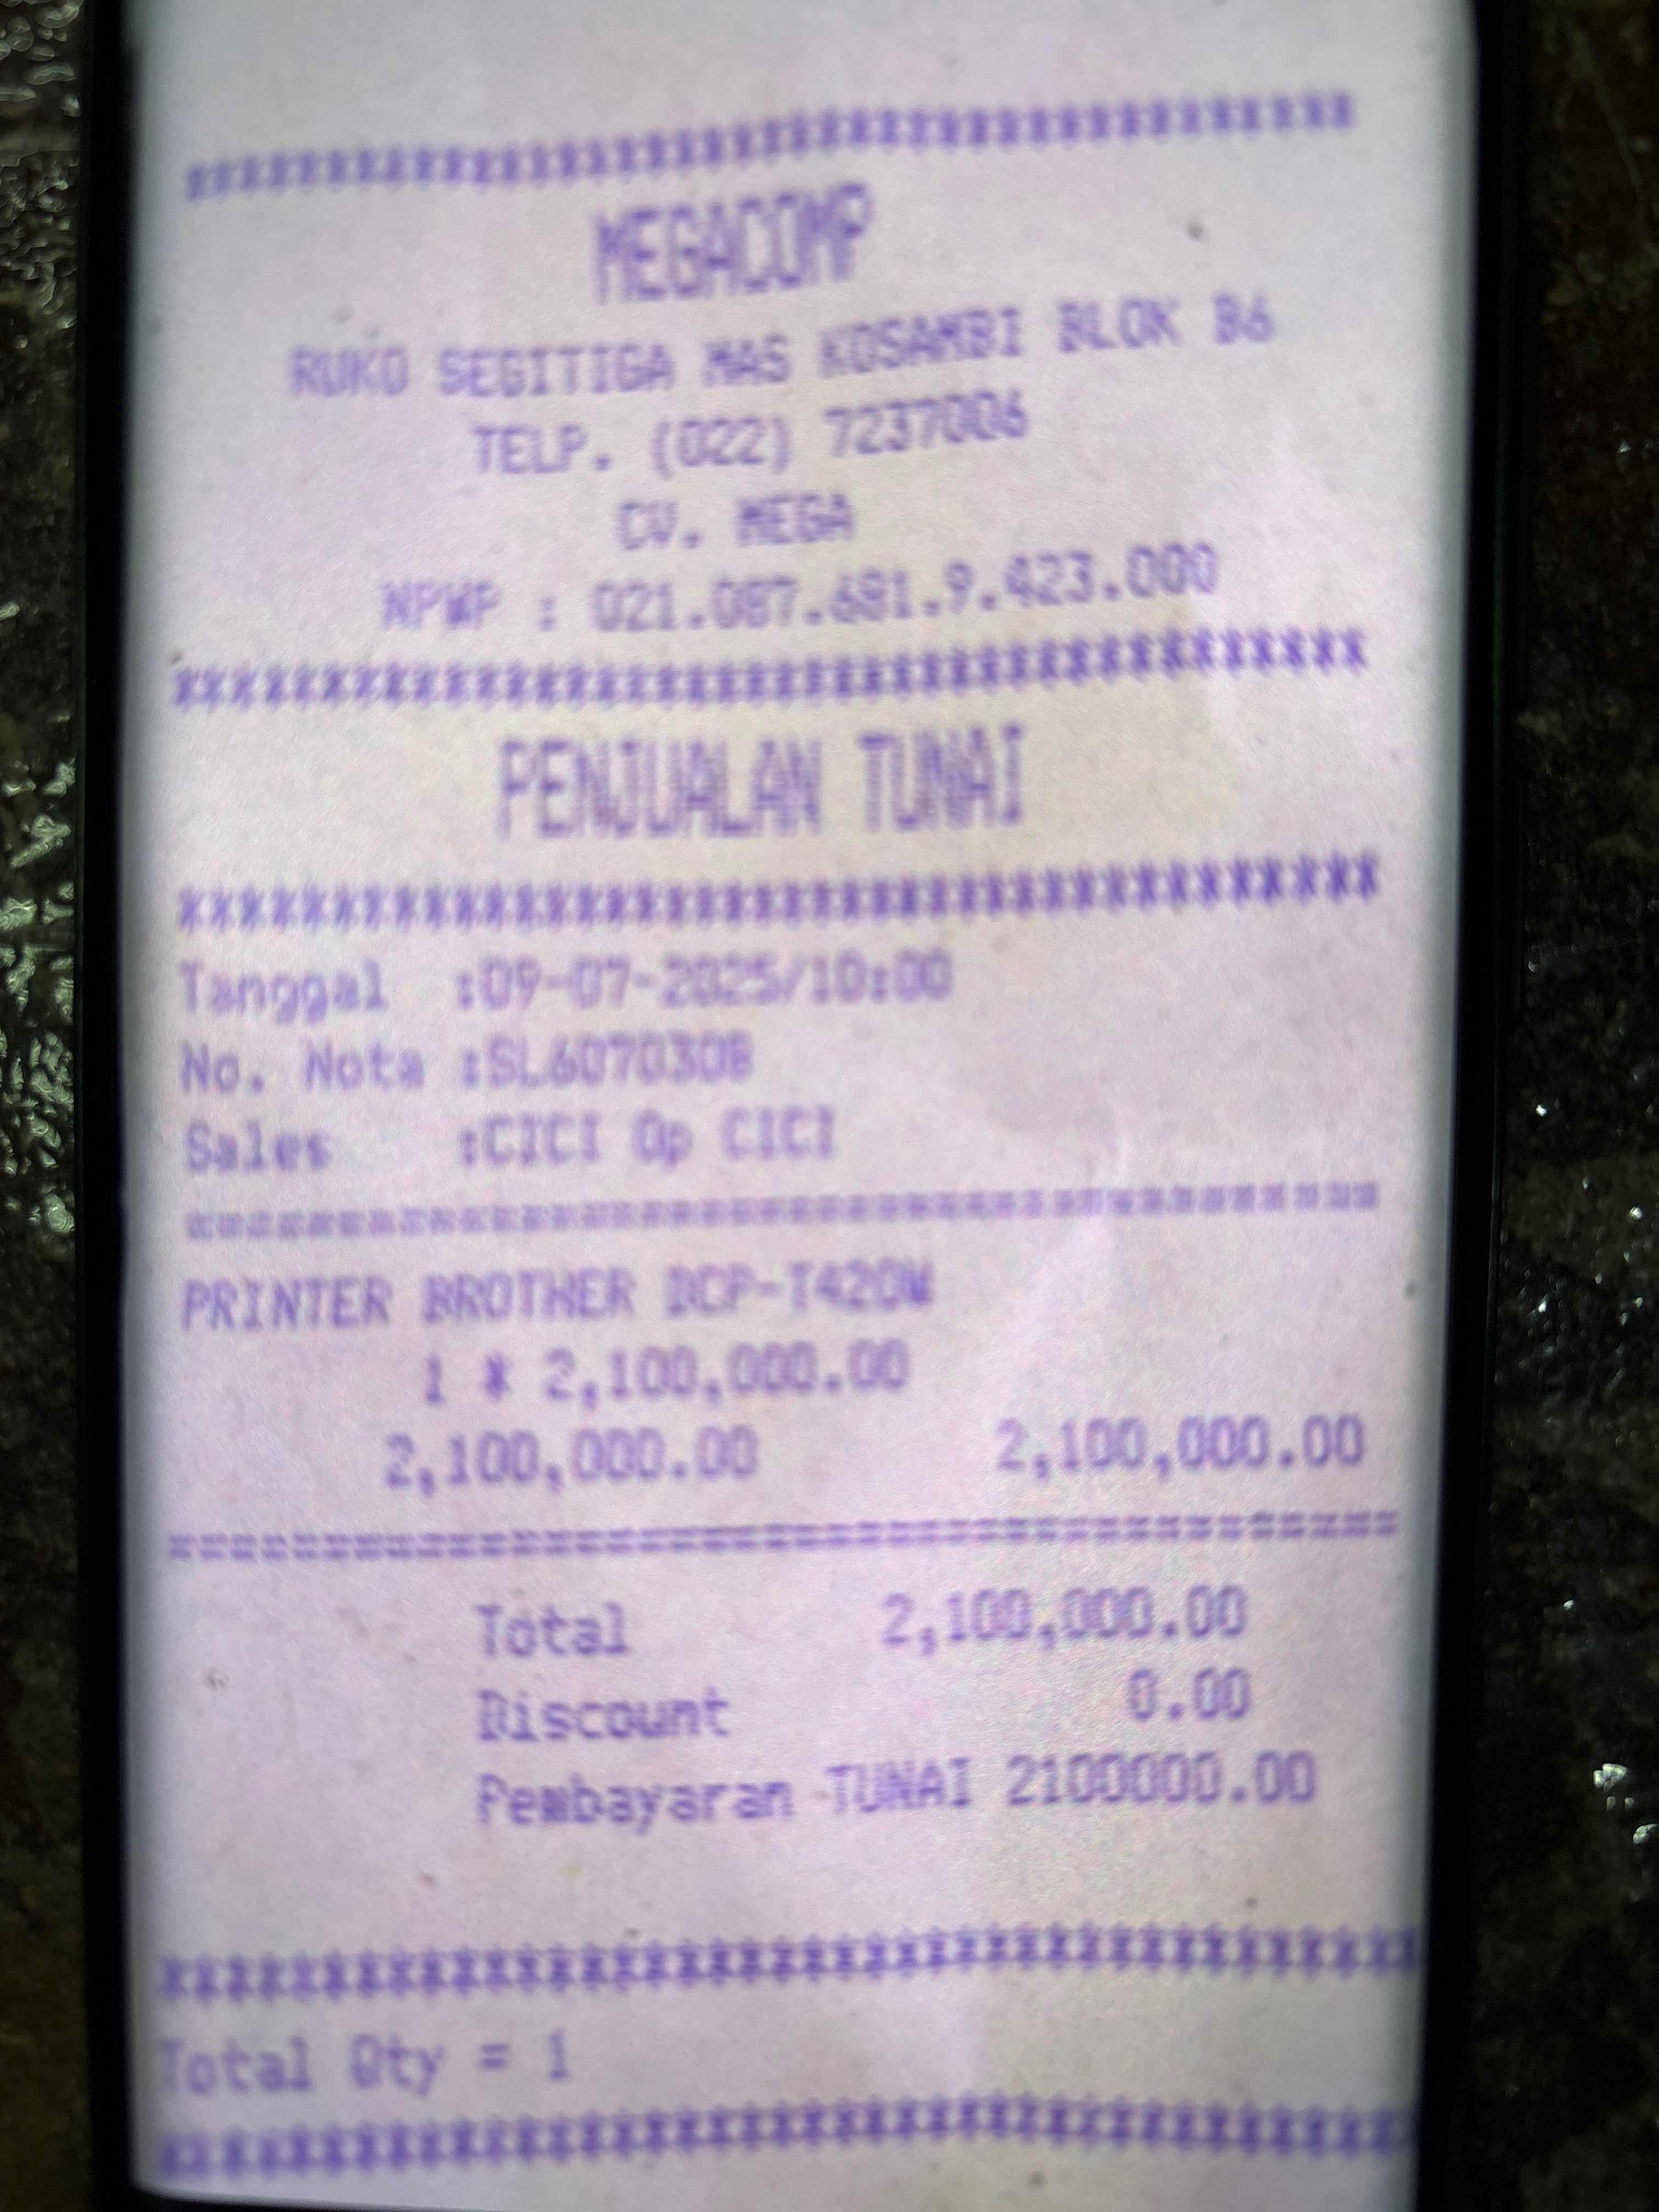 ****************************************
MEGACOMP
RUKO SEGITIGA MAS KOSAMBI BLOK B6
TELP. (022) 7237006
CV. MEGA
NPWP : 021.087.681.9.423.000
****************************************
PENJUALAN TUNAI
****************************************
Tanggal :09-07-2025/10:00
No. Nota :SL6070308
Sales :CICI Op CICI
========================================
PRINTER BROTHER DCP-T420W
1 * 2,100,000.00
2,100,000.00 2,100,000.00
========================================
Total 2,100,000.00
Discount 0.00
Pembayaran TUNAI 2100000.00
****************************************
Total Qty = 1
****************************************